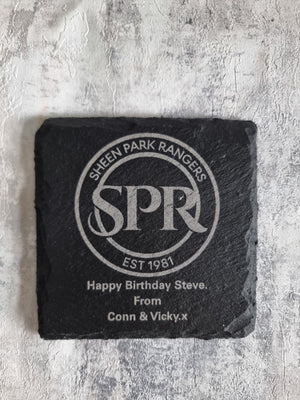 SHEEN PARK RANGERS
SPR
EST 1981
Happy Birthday Steve.
From
Conn & Vicky.x